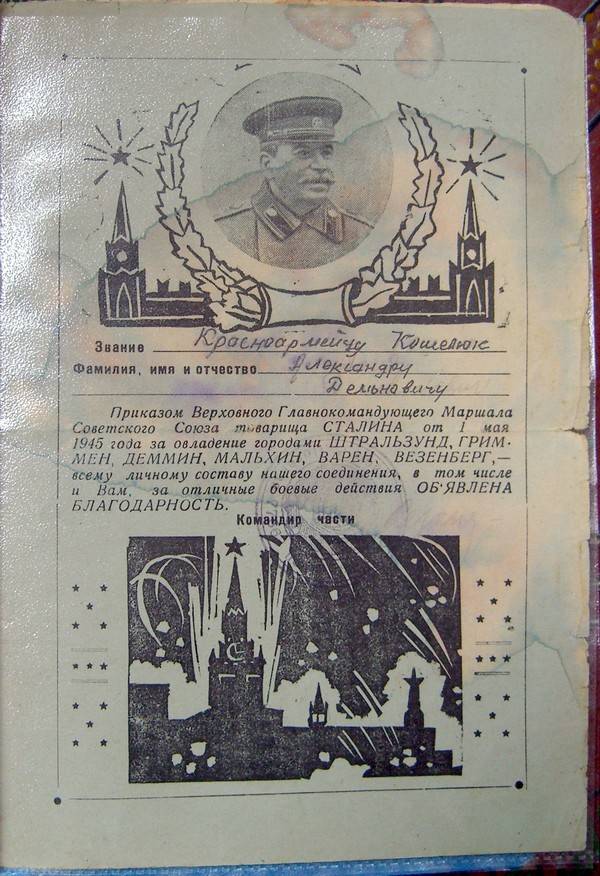 Звание Красноармейцу Кошелюк
Фамилия, имя и отчество Александру
Демьновичу
Приказом Верховного Главнокомандующего Маршала
Советского Союза товарища СТАЛИНА от 1 мая
1945 года за овладение городами ШТРАЛЬЗУНД, ГРИМ-
МЕН, ДЕММИН, МАЛЬХИН, ВАРЕН, ВЕЗЕНБЕРГ,—
всему личному составу нашего соединения, в том числе
и Вам, за отличные боевые действия ОБ'ЯВЛЕНА
БЛАГОДАРНОСТЬ.
Командир части